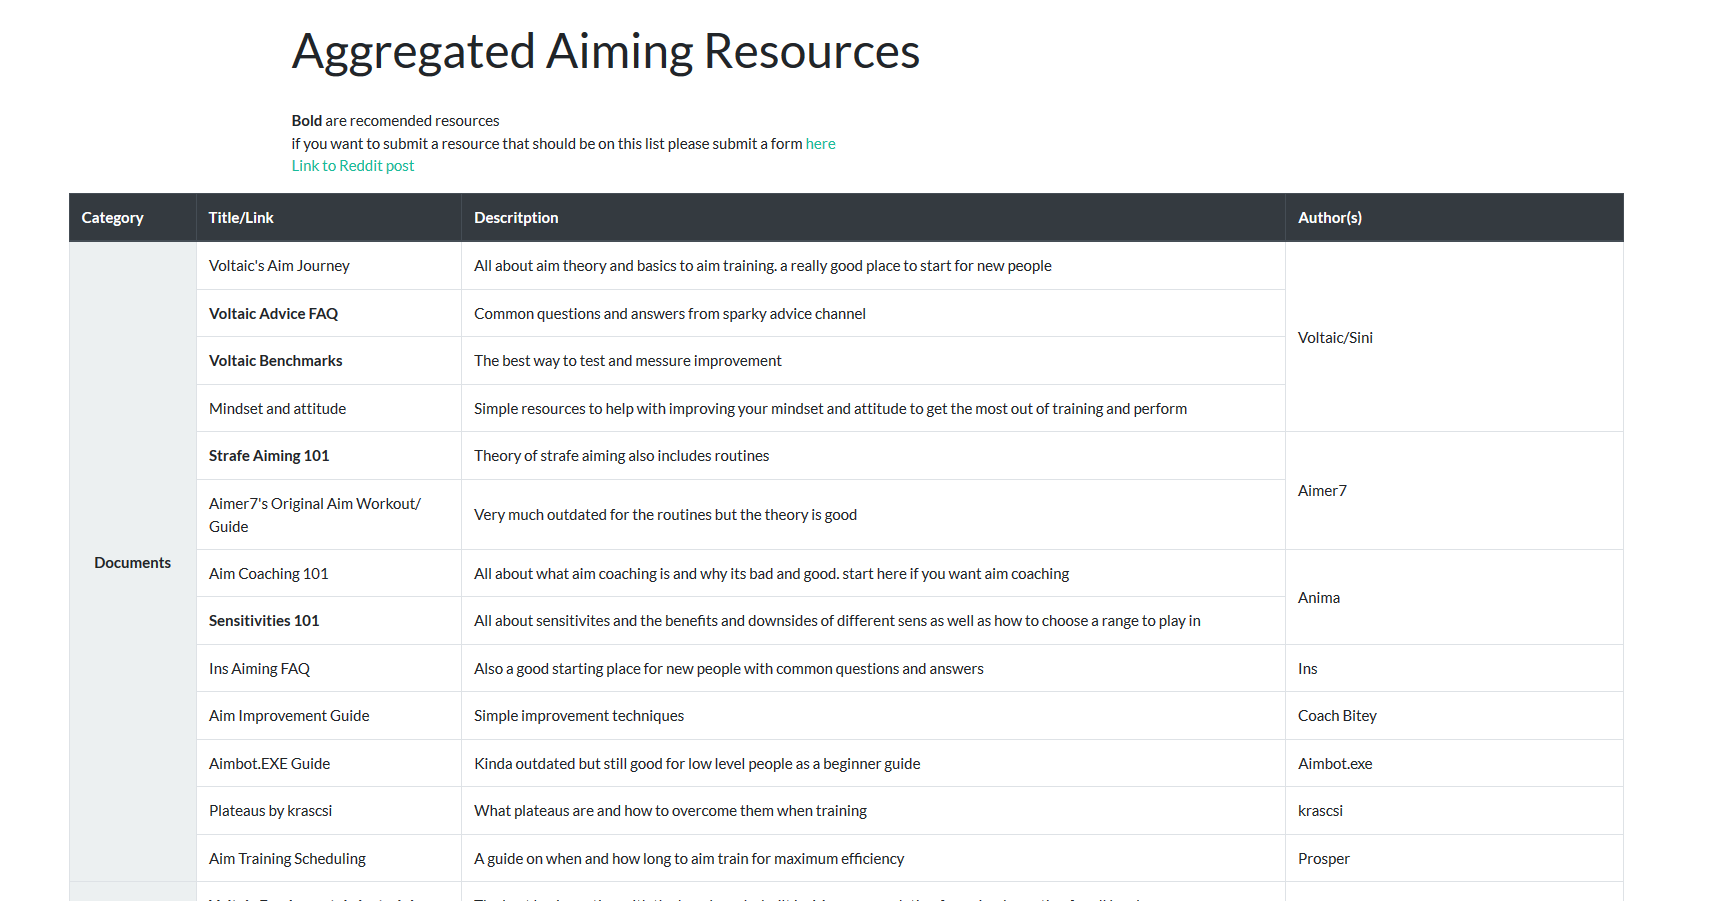 Aggregated Aiming Resources
Bold are recomended resources
if you want to submit a resource that should be on this list please submit a form here
Link to Reddit post
Category Title/Link Descritption Author(s)
Documents
Voltaic's Aim Journey All about aim theory and basics to aim training. a really good place to start for new people
Voltaic/Sini
Voltaic Advice FAQ Common questions and answers from sparky advice channel
Voltaic Benchmarks The best way to test and messure improvement
Mindset and attitude Simple resources to help with improving your mindset and attitude to get the most out of training and perform
Strafe Aiming 101 Theory of strafe aiming also includes routines
Aimer7
Aimer7's Original Aim Workout/
Guide
Very much outdated for the routines but the theory is good
Aim Coaching 101 All about what aim coaching is and why its bad and good. start here if you want aim coaching
Anima
Sensitivities 101 All about sensitivites and the benefits and downsides of different sens as well as how to choose a range to play in
Ins Aiming FAQ Also a good starting place for new people with common questions and answers Ins
Aim Improvement Guide Simple improvement techniques Coach Bitey
Aimbot.EXE Guide Kinda outdated but still good for low level people as a beginner guide Aimbot.exe
Plateaus by krascsi What plateaus are and how to overcome them when training krascsi
Aim Training Scheduling A guide on when and how long to aim train for maximum efficiency Prosper